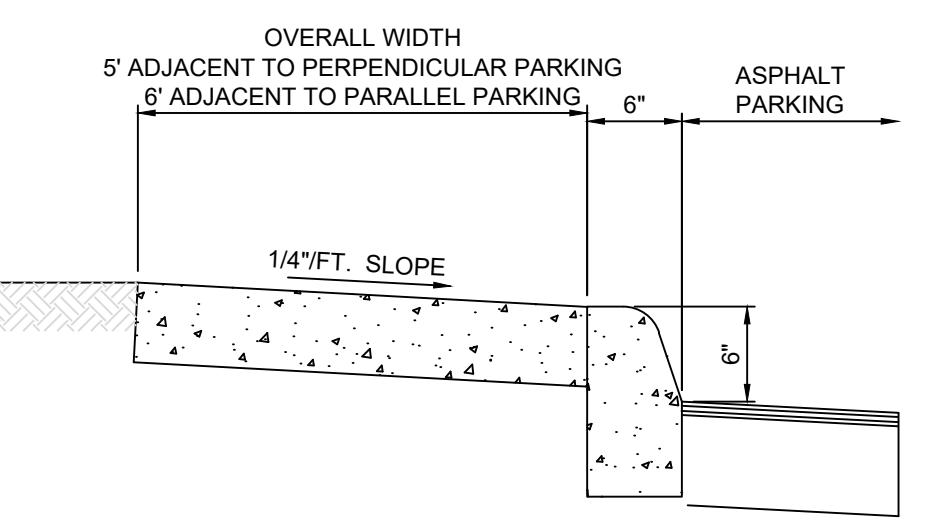 OVERALL WIDTH
5' ADJACENT TO PERPENDICULAR PARKING
6' ADJACENT TO PARALLEL PARKING
6"
ASPHALT
PARKING
1/4"/FT. SLOPE
6"